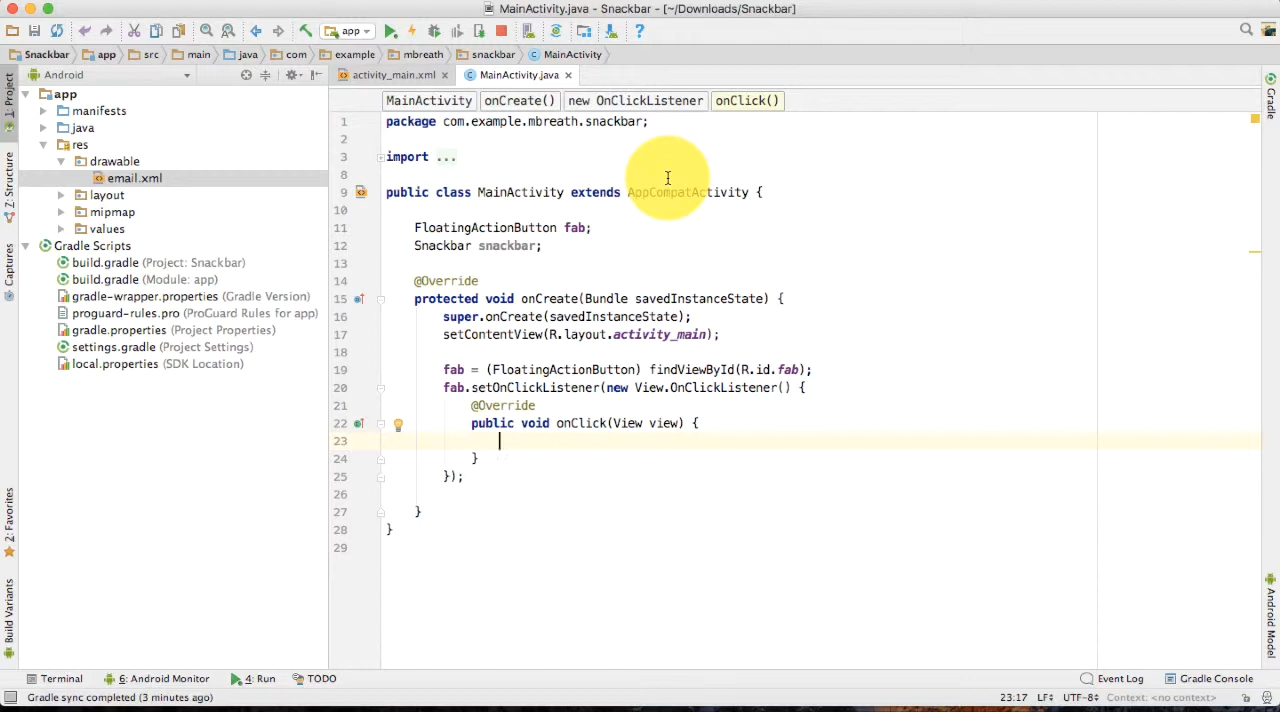 MainActivity.java - Snackbar - [~/Downloads/Snackbar]
app
Snackbar app src main java com example mbreath snackbar MainActivity
Android
activity_main.xml MainActivity.java
MainActivity onCreate() new OnClickListener onClick()
1: Project
Z: Structure
Captures
2: Favorites
Build Variants
app
manifests
java
res
drawable
email.xml
layout
mipmap
values
Gradle Scripts
build.gradle (Project: Snackbar)
build.gradle (Module: app)
gradle-wrapper.properties (Gradle Version)
proguard-rules.pro (ProGuard Rules for app)
gradle.properties (Project Properties)
settings.gradle (Project Settings)
local.properties (SDK Location)
1 package com.example.mbreath.snackbar;
2
3 import ...
8
9 public class MainActivity extends AppCompatActivity {
10
11 FloatingActionButton fab;
12 Snackbar snackbar;
13
14 @Override
15 protected void onCreate(Bundle savedInstanceState) {
16 super.onCreate(savedInstanceState);
17 setContentView(R.layout.activity_main);
18
19 fab = (FloatingActionButton) findViewById(R.id.fab);
20 fab.setOnClickListener(new View.OnClickListener() {
21 @Override
22 public void onClick(View view) {
23
24 }
25 });
26
27 }
28 }
29
Gradle
Android Model
Terminal 6: Android Monitor 4: Run TODO Event Log Gradle Console
Gradle sync completed (3 minutes ago) 23:17 LF UTF-8 Context: <no context>